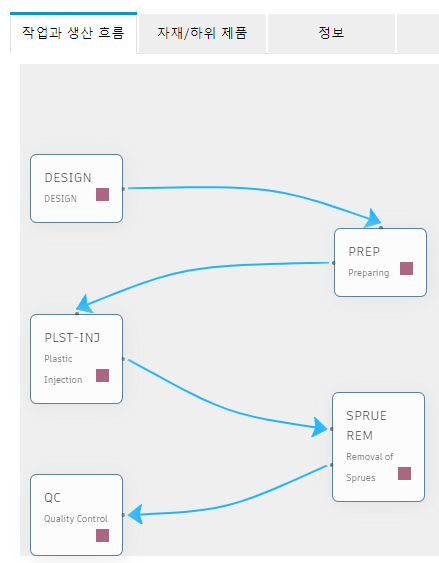 작업과 생산 흐름
자재/하위 제품
정보
DESIGN
DESIGN
PREP
Preparing
PLST-INJ
Plastic
Injection
SPRUE
REM
Removal of
Sprues
QC
Quality Control